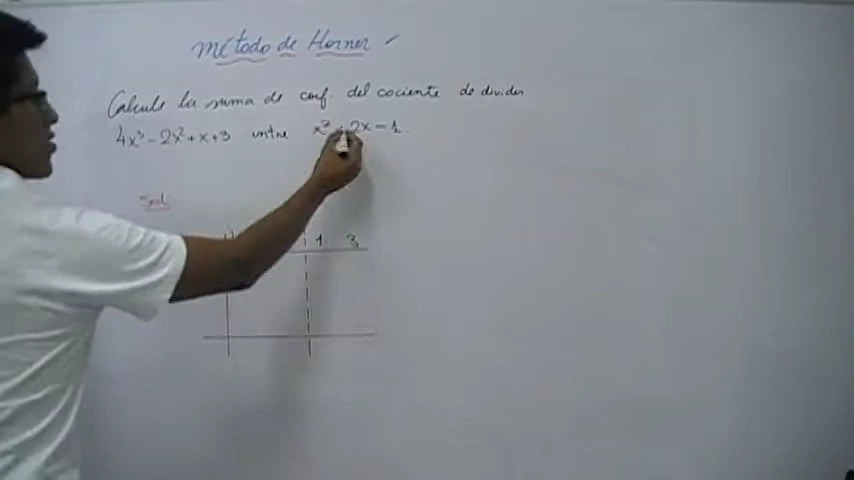 Método de Horner ✓
Calcule la suma de coef. del cociente de dividir
4x³ - 2x² + x + 3 entre x² 2x - 1.
Sol
1 3